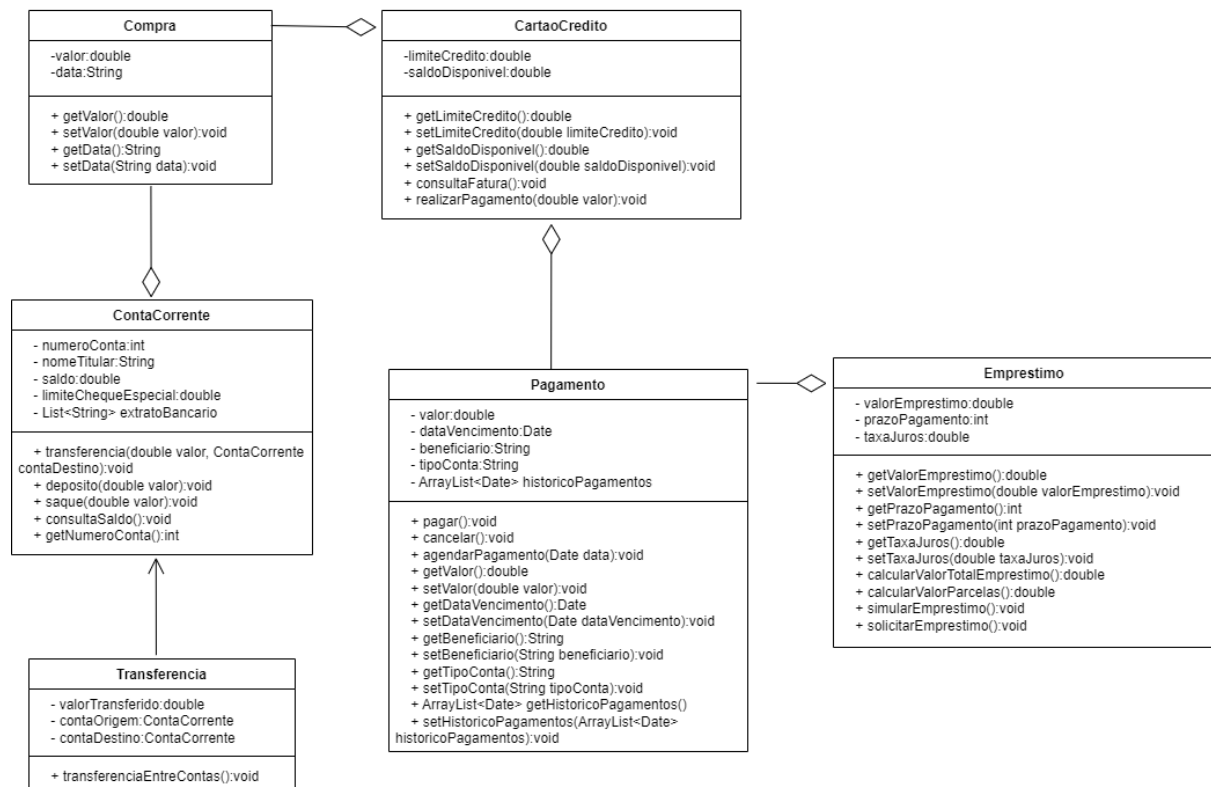 Compra
-valor:double
-data:String
+ getValor():double
+ setValor(double valor):void
+ getData():String
+ setData(String data):void
CartaoCredito
-limiteCredito:double
-saldoDisponivel:double
+ getLimiteCredito():double
+ setLimiteCredito(double limiteCredito):void
+ getSaldoDisponivel():double
+ setSaldoDisponivel(double saldoDisponivel):void
+ consultaFatura():void
+ realizarPagamento(double valor):void
ContaCorrente
- numeroConta:int
- nomeTitular:String
- saldo:double
- limiteChequeEspecial:double
- List<String> extratoBancario
+ transferencia(double valor, ContaCorrente
contaDestino):void
+ deposito(double valor):void
+ saque(double valor):void
+ consultaSaldo():void
+ getNumeroConta():int
Pagamento
- valor:double
- dataVencimento:Date
- beneficiario:String
- tipoConta:String
- ArrayList<Date> historicoPagamentos
+ pagar():void
+ cancelar():void
+ agendarPagamento(Date data):void
+ getValor():double
+ setValor(double valor):void
+ getDataVencimento():Date
+ setDataVencimento(Date dataVencimento):void
+ getBeneficiario():String
+ setBeneficiario(String beneficiario):void
+ getTipoConta():String
+ setTipoConta(String tipoConta):void
+ ArrayList<Date> getHistoricoPagamentos()
+ setHistoricoPagamentos(ArrayList<Date>
historicoPagamentos):void
Emprestimo
- valorEmprestimo:double
- prazoPagamento:int
- taxaJuros:double
+ getValorEmprestimo():double
+ setValorEmprestimo(double valorEmprestimo):void
+ getPrazoPagamento():int
+ setPrazoPagamento(int prazoPagamento):void
+ getTaxaJuros():double
+ setTaxaJuros(double taxaJuros):void
+ calcularValorTotalEmprestimo():double
+ calcularValorParcelas():double
+ simularEmprestimo():void
+ solicitarEmprestimo():void
Transferencia
- valorTransferido:double
- contaOrigem:ContaCorrente
- contaDestino:ContaCorrente
+ transferenciaEntreContas():void